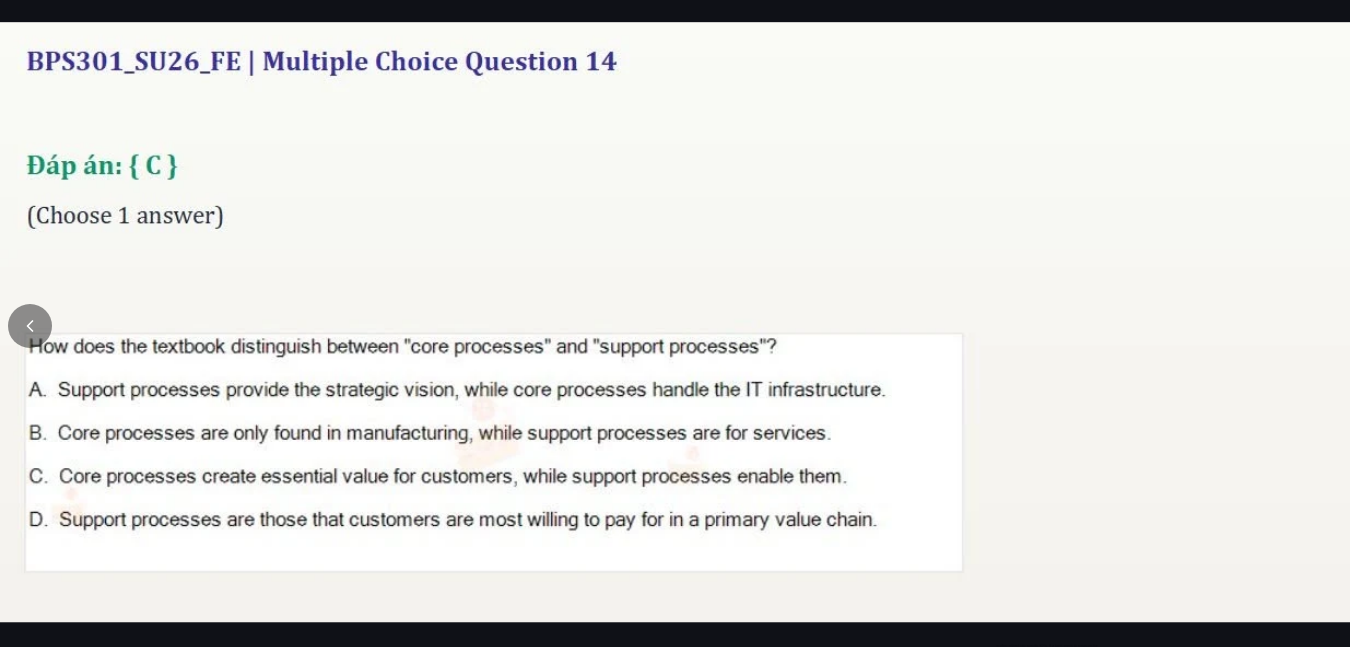 BPS301_SU26_FE | Multiple Choice Question 14
Đáp án: { C }
(Choose 1 answer)
How does the textbook distinguish between "core processes" and "support processes"?
A. Support processes provide the strategic vision, while core processes handle the IT infrastructure.
B. Core processes are only found in manufacturing, while support processes are for services.
C. Core processes create essential value for customers, while support processes enable them.
D. Support processes are those that customers are most willing to pay for in a primary value chain.